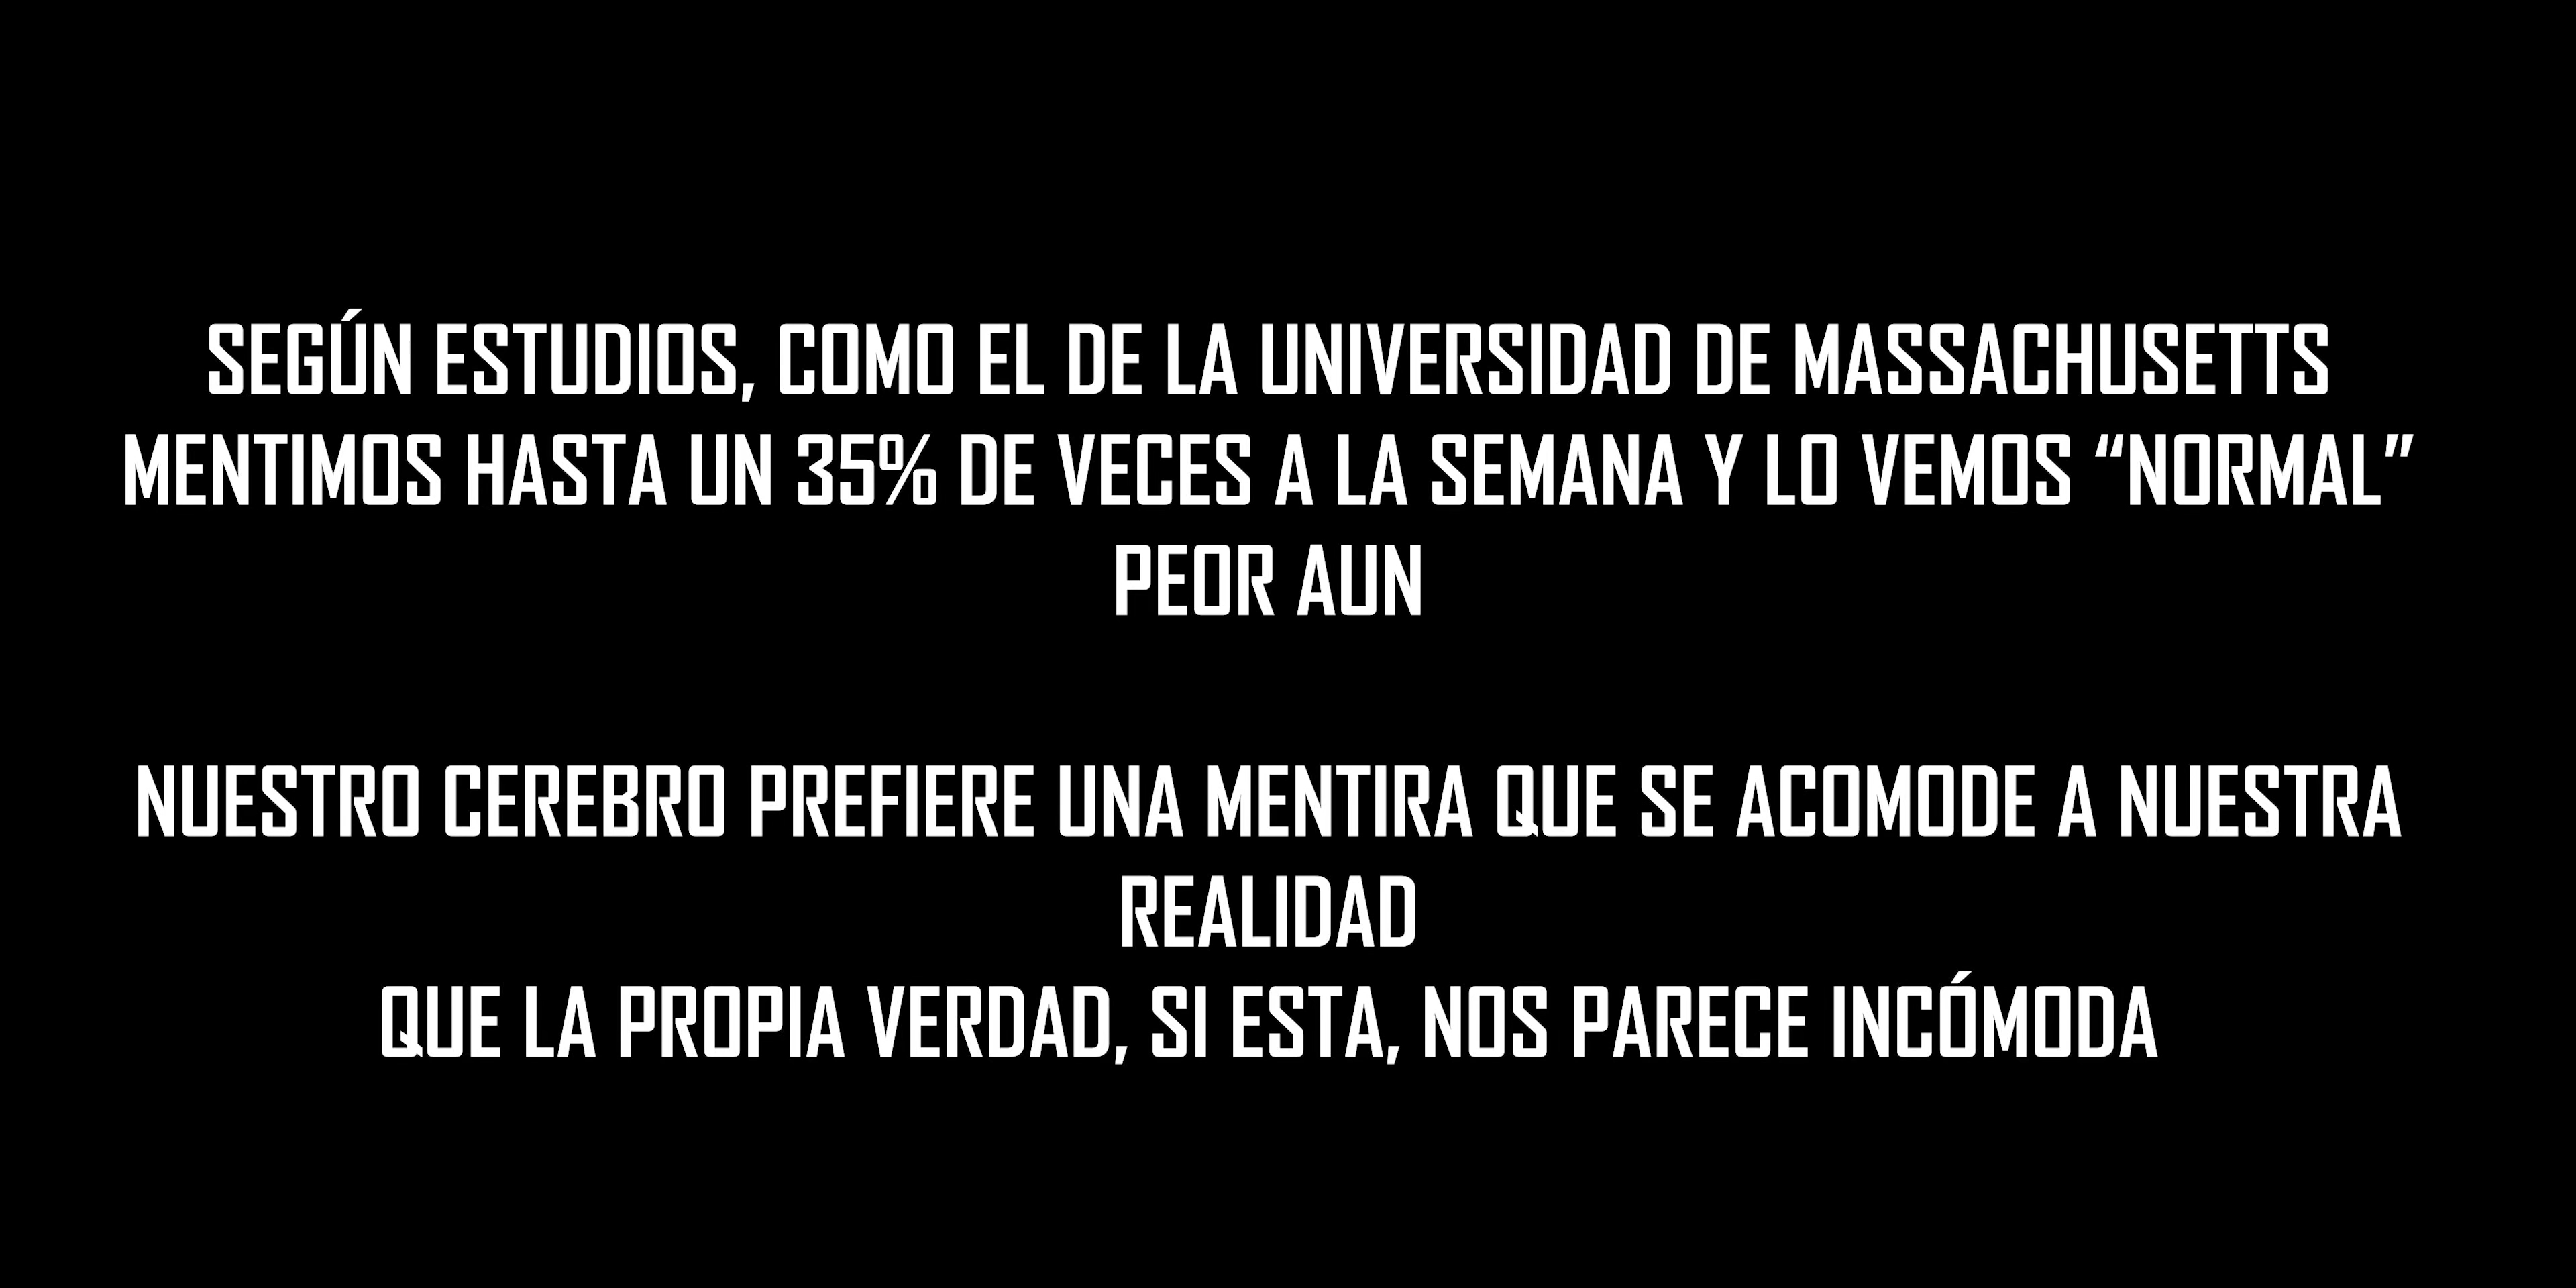 SEGÚN ESTUDIOS, COMO EL DE LA UNIVERSIDAD DE MASSACHUSETTS
MENTIMOS HASTA UN 35% DE VECES A LA SEMANA Y LO VEMOS “NORMAL”
PEOR AUN
NUESTRO CEREBRO PREFIERE UNA MENTIRA QUE SE ACOMODE A NUESTRA
REALIDAD
QUE LA PROPIA VERDAD, SI ESTA, NOS PARECE INCÓMODA